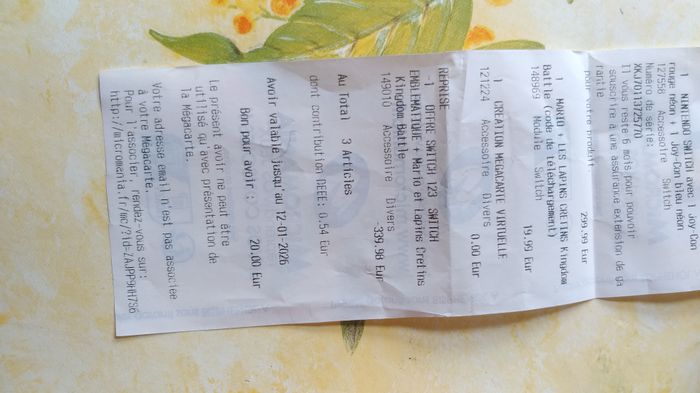 1 NINTENDO SWITCH avec 1 Joy-Con
rouge néon + 1 Joy-Con bleu néon
127556 Accessoire Switch
Numéro de série:
XKJ70113725770
Il vous reste 6 mois pour pouvoir
souscrire à une assurance extension de ga
rantie
pour votre produit
299.99 Eur
1 MARIO + LES LAPINS CRETINS Kingdom
Battle (code de téléchargement)
148969 Module Switch
19.99 Eur
1 CREATION MEGACARTE VIRTUELLE
121224 Accessoire Divers
0.00 Eur
REPRISE
-1 OFFRE SWITCH 123 SWITCH
EMBLEMATIQUE + Mario et Lapins Cretins
Kingdom Battle
149010 Accessoire Divers
-339.98 Eur
Au Total 3 Articles
dont contribution DEEE: 0.54 Eur
Avoir valable jusqu'au 12-01-2026
Bon pour avoir : 20.00 Eur
Le présent avoir ne peut être
utilisé qu'avec présentation de
la Mégacarte.
Votre adresse email n'est pas associée
à votre Mégacarte.
Pour l'associer, rendez-vous sur: